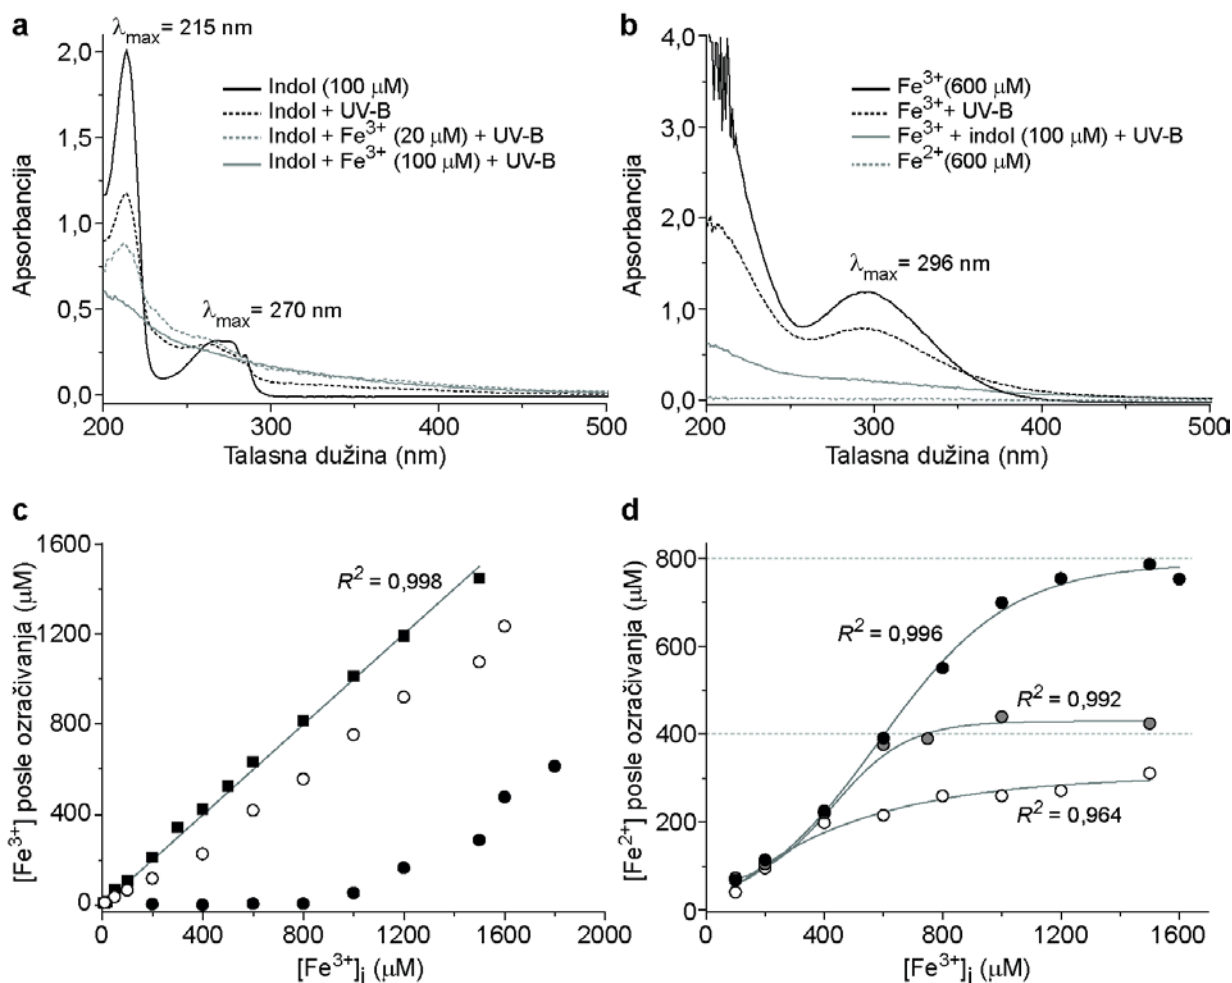 a
λmax= 215 nm
2,0
1,5
1,0
0,5
0,0
Indol (100 μM)
Indol + UV-B
Indol + Fe3+ (20 μM) + UV-B
Indol + Fe3+ (100 μM) + UV-B
λmax= 270 nm
Apsorbancija
200
300
400
500
Talasna dužina (nm)
b
4,0
3,0
2,0
1,0
0,0
Fe3+ (600 μM)
Fe3+ + UV-B
Fe3+ + indol (100 μM) + UV-B
Fe2+ (600 μM)
λmax= 296 nm
Apsorbancija
200
300
400
500
Talasna dužina (nm)
c
1600
1200
800
400
0
R2 = 0,998
[Fe3+] posle ozračivanja (μM)
0
400
800
1200
1600
2000
[Fe3+]i (μM)
d
800
600
400
200
0
R2 = 0,996
R2 = 0,992
R2 = 0,964
[Fe2+] posle ozračivanja (μM)
0
400
800
1200
1600
[Fe3+]i (μM)